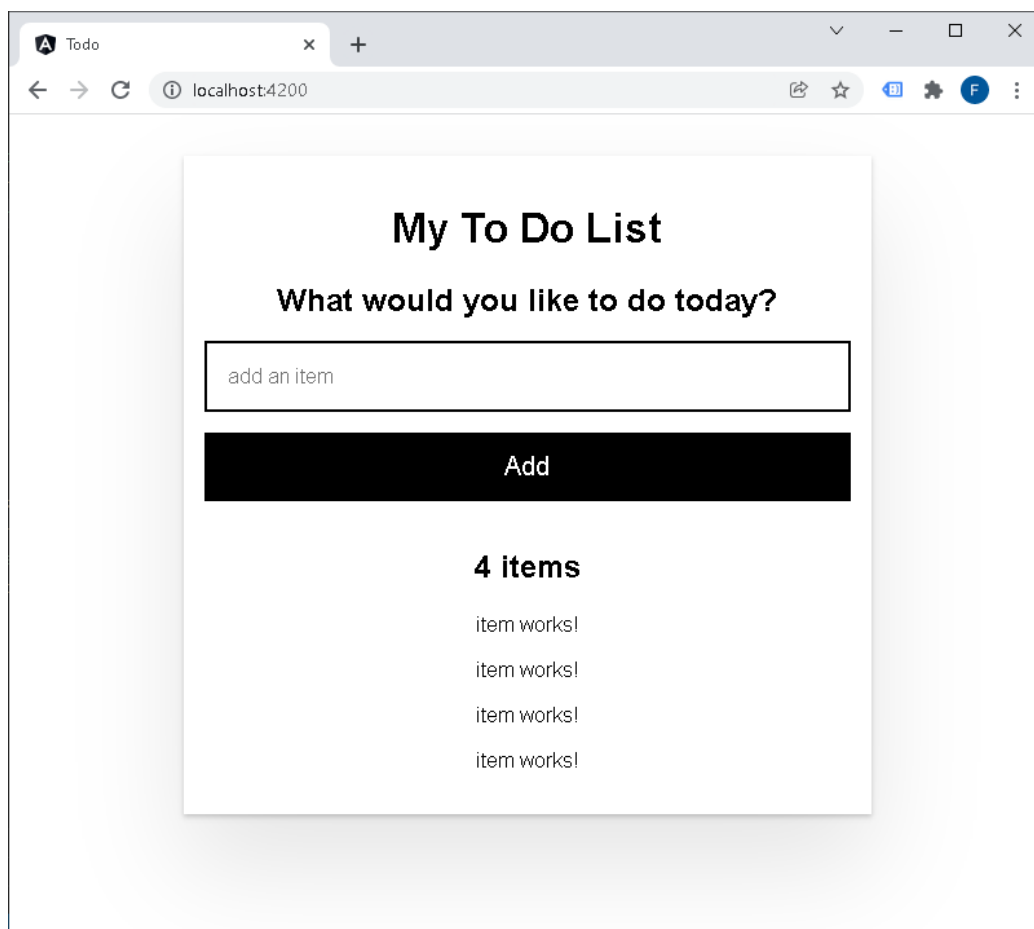 Todo
localhost:4200
F
My To Do List
What would you like to do today?
add an item
Add
4 items
item works!
item works!
item works!
item works!